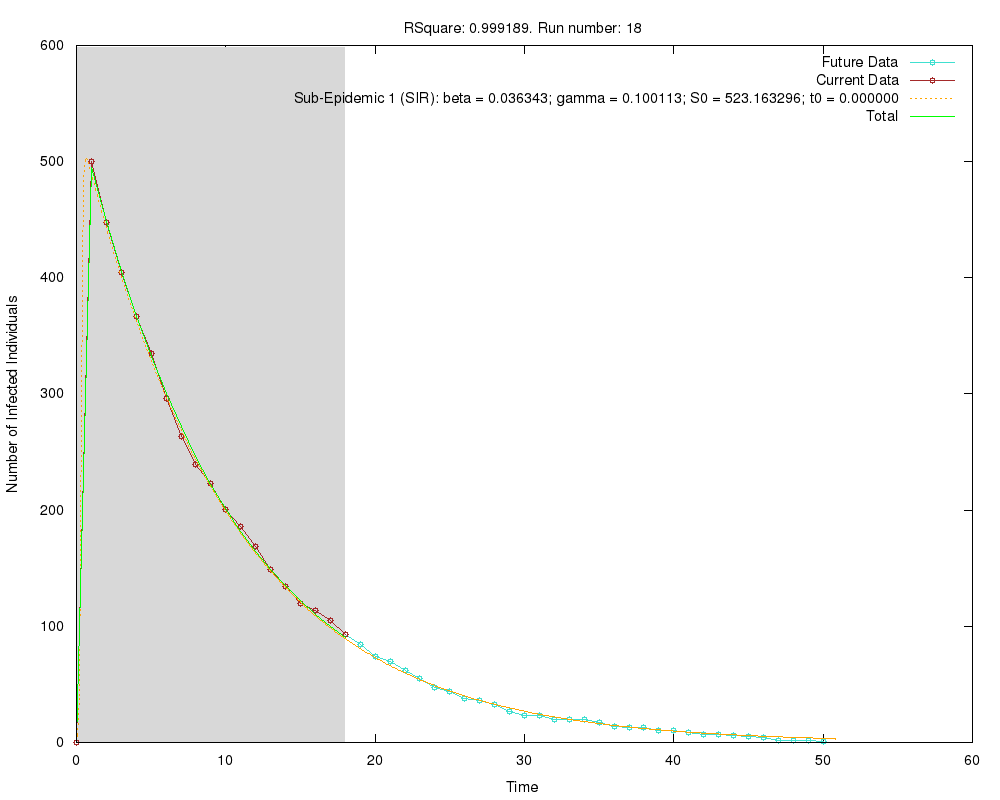 RSquare: 0.999189. Run number: 18
600
500
400
300
200
100
0
Number of Infected Individuals
Future Data
Current Data
Sub-Epidemic 1 (SIR): beta = 0.036343; gamma = 0.100113; S0 = 523.163296; t0 = 0.000000
Total
0 10 20 30 40 50 60
Time